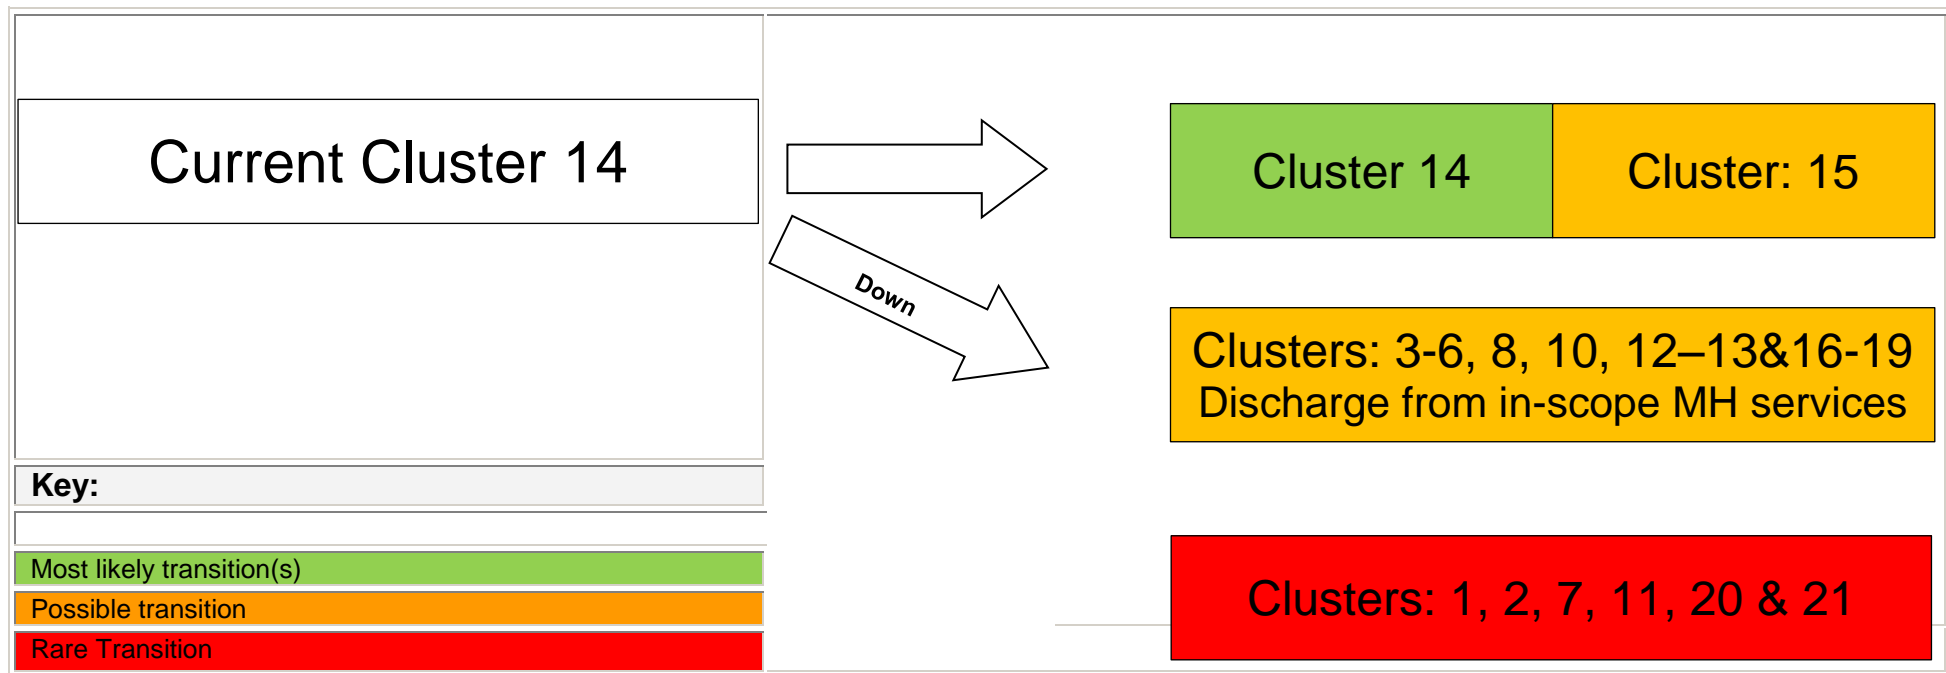 Current Cluster 14
Cluster 14
Cluster: 15
Down
Clusters: 3-6, 8, 10, 12–13&16-19
Discharge from in-scope MH services
Key:
Most likely transition(s)
Possible transition
Rare Transition
Clusters: 1, 2, 7, 11, 20 & 21